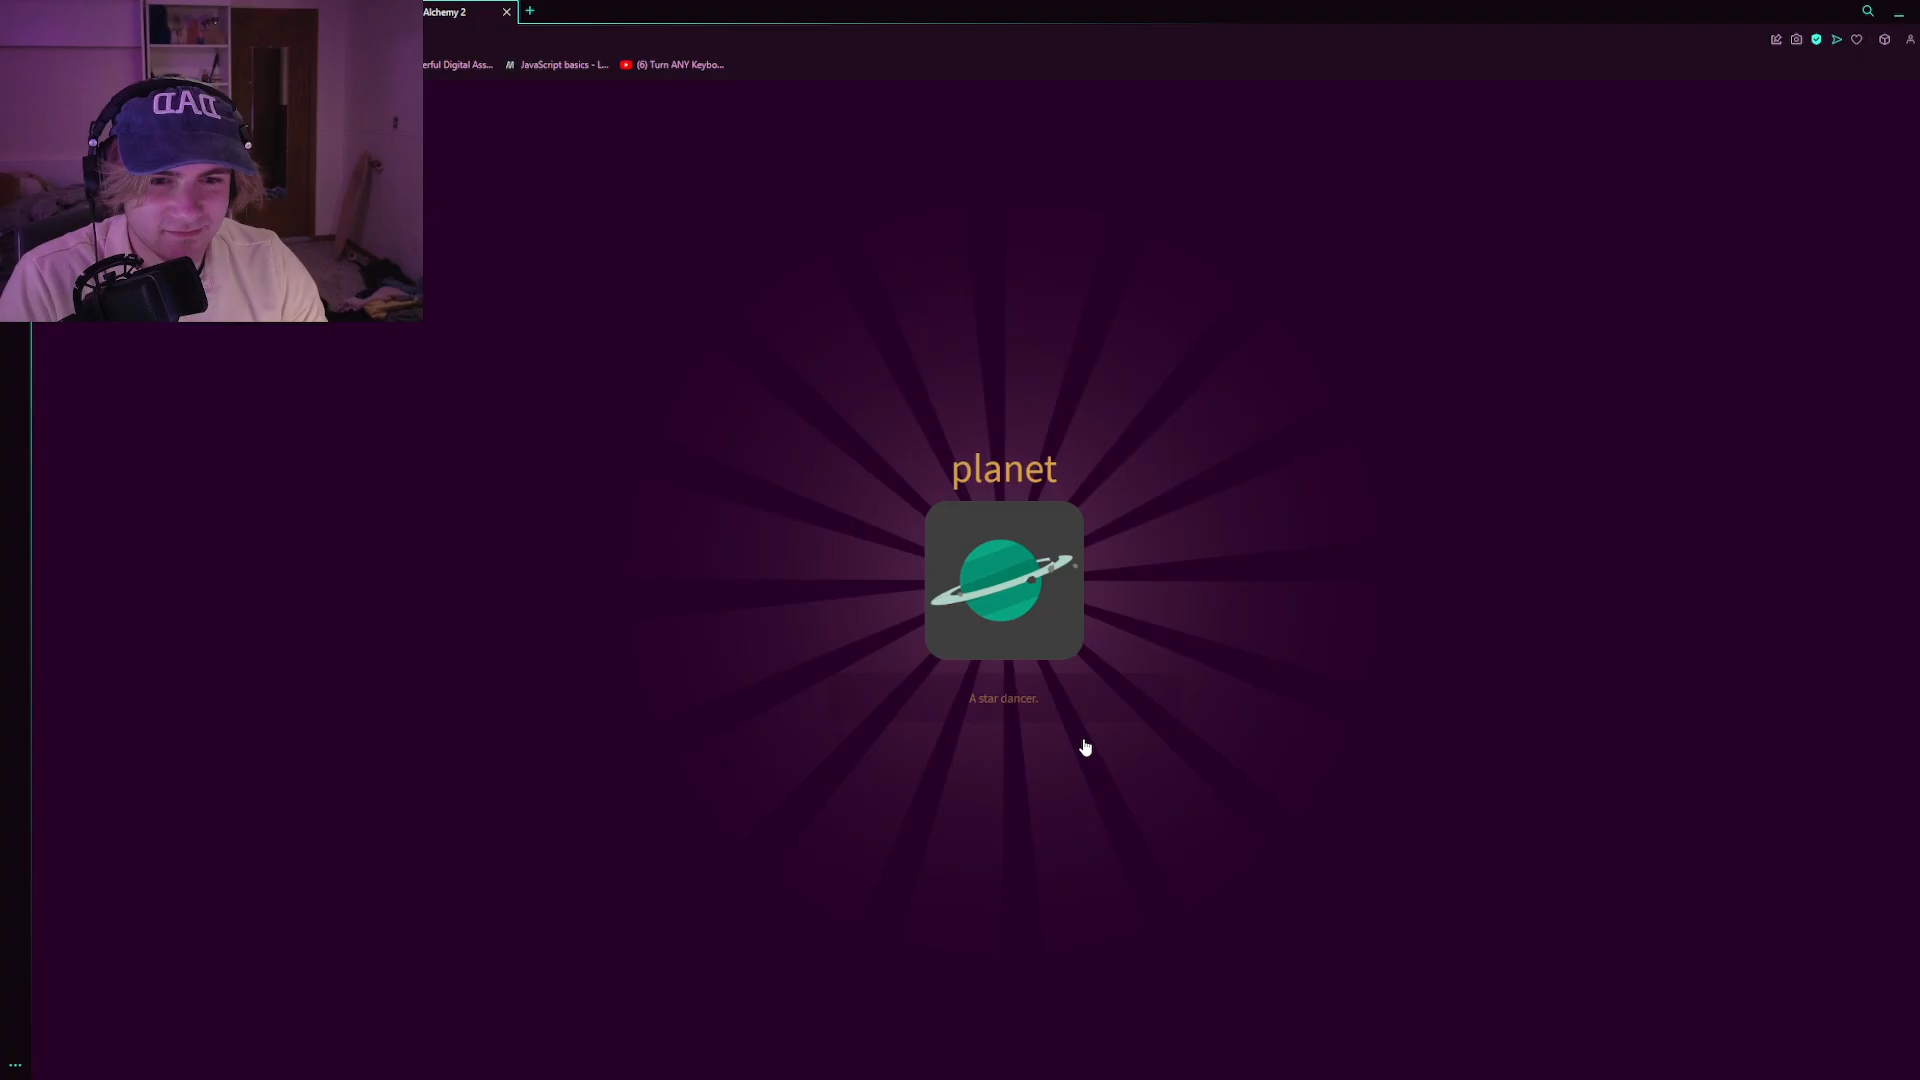 Alchemy 2
erful Digital Ass...
JavaScript basics - L...
(6) Turn ANY Keybo...
DAD
planet
A star dancer.